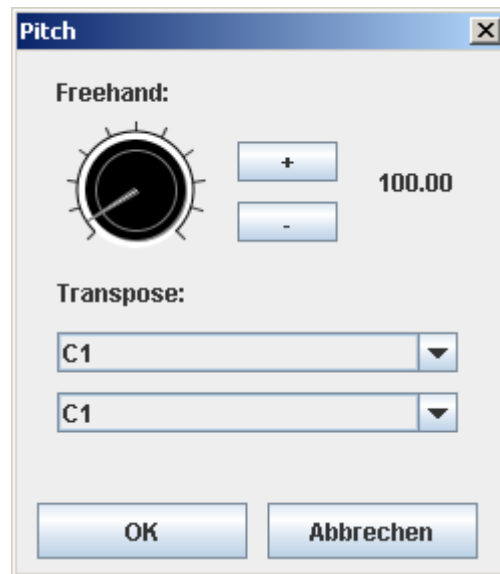 Pitch
Freehand:
+
100.00
-
Transpose:
C1
C1
OK
Abbrechen